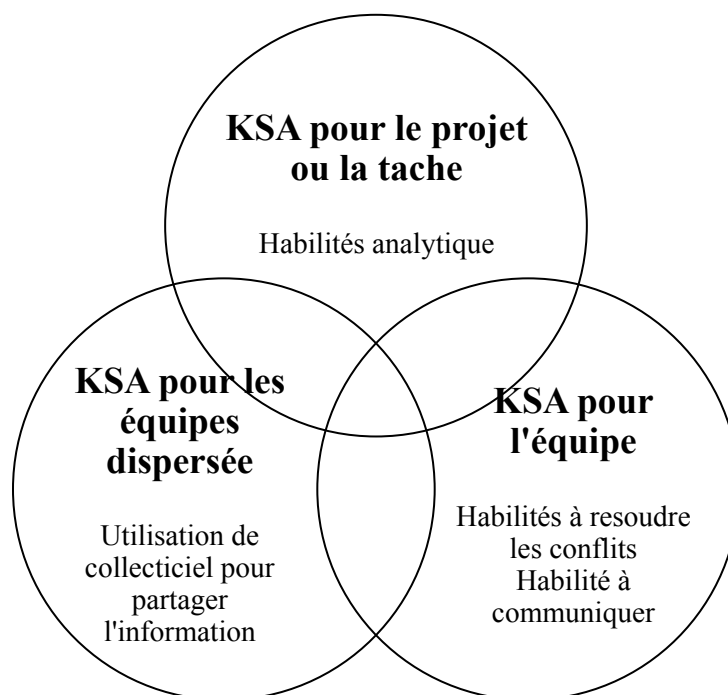 KSA pour le projet
ou la tache
Habilités analytique
KSA pour les
équipes
dispersée
Utilisation de
collecticiel pour
partager
l'information
KSA pour
l'équipe
Habilités à resoudre
les conflits
Habilité à
communiquer